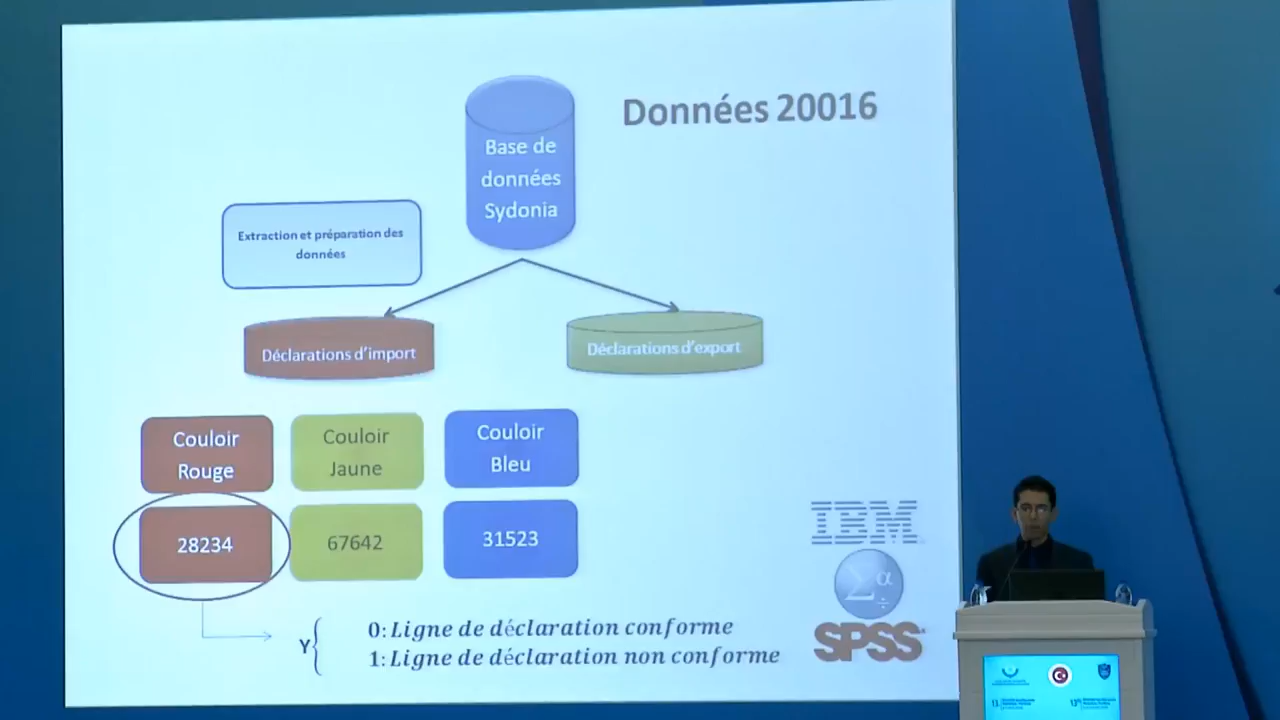 Données 20016
Base de
données
Sydonia
Extraction et préparation des
données
Déclarations d'import
Déclarations d'export
Couloir
Rouge
Couloir
Jaune
Couloir
Bleu
28234
67642
31523
IBM
Σα
÷
SPSS
Y{
0: Ligne de déclaration conforme
1: Ligne de déclaration non conforme